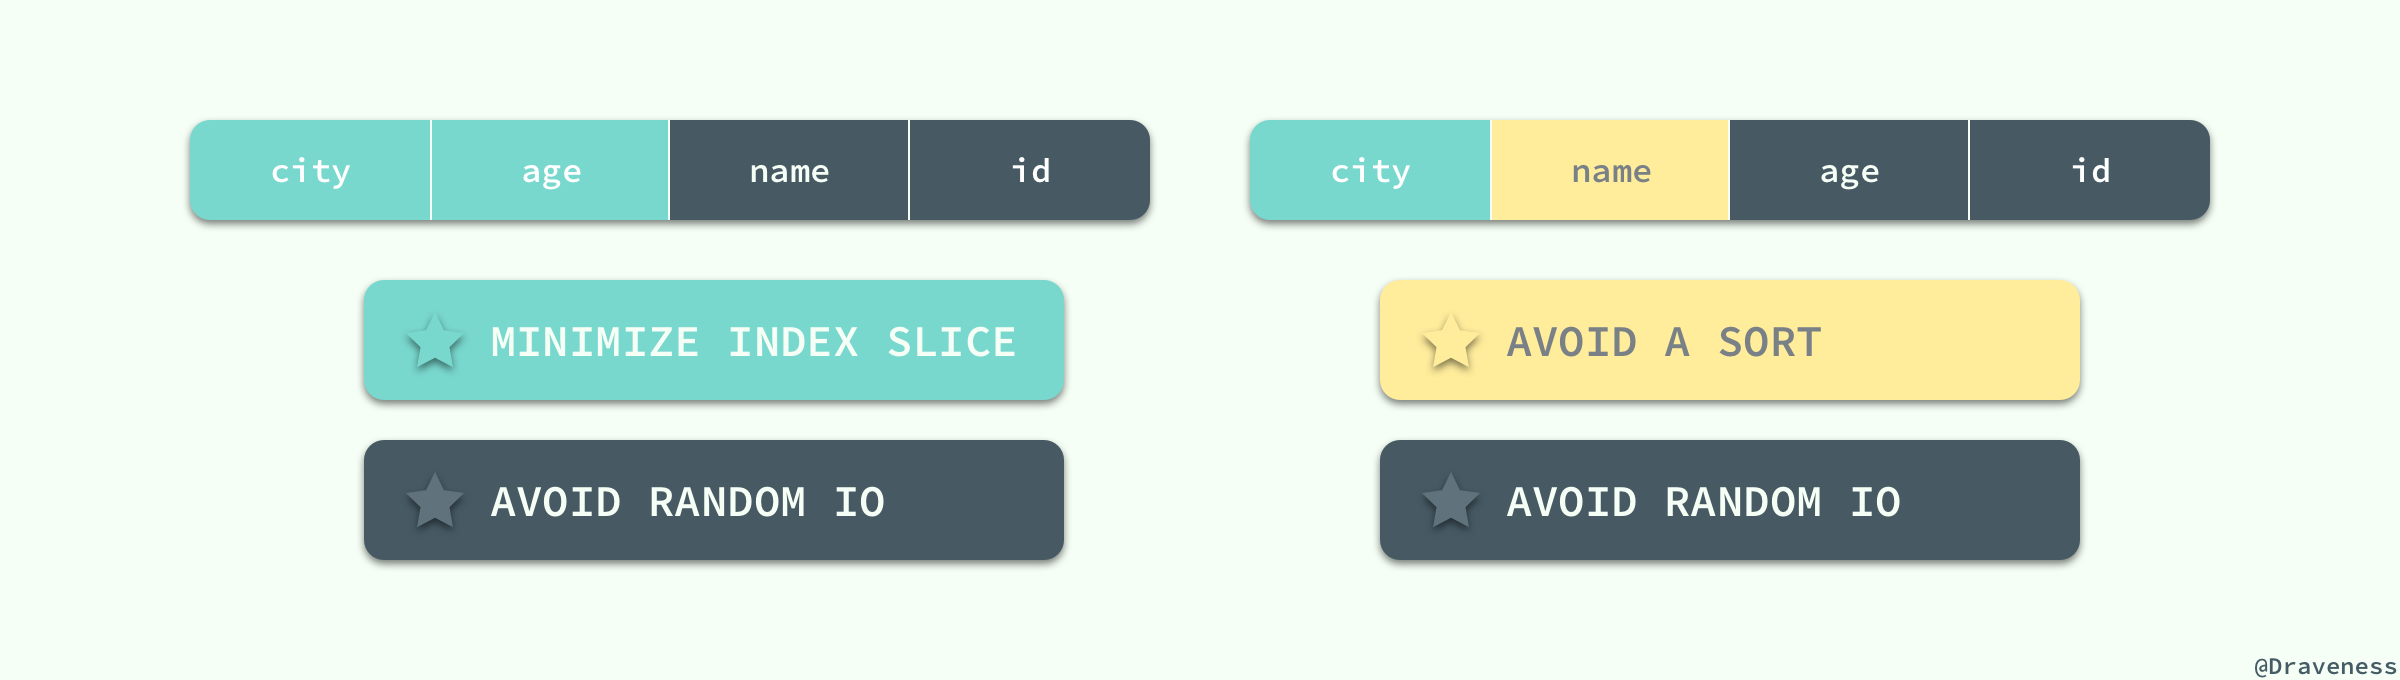 city age name id
MINIMIZE INDEX SLICE
AVOID RANDOM IO
city name age id
AVOID A SORT
AVOID RANDOM IO
@Draveness